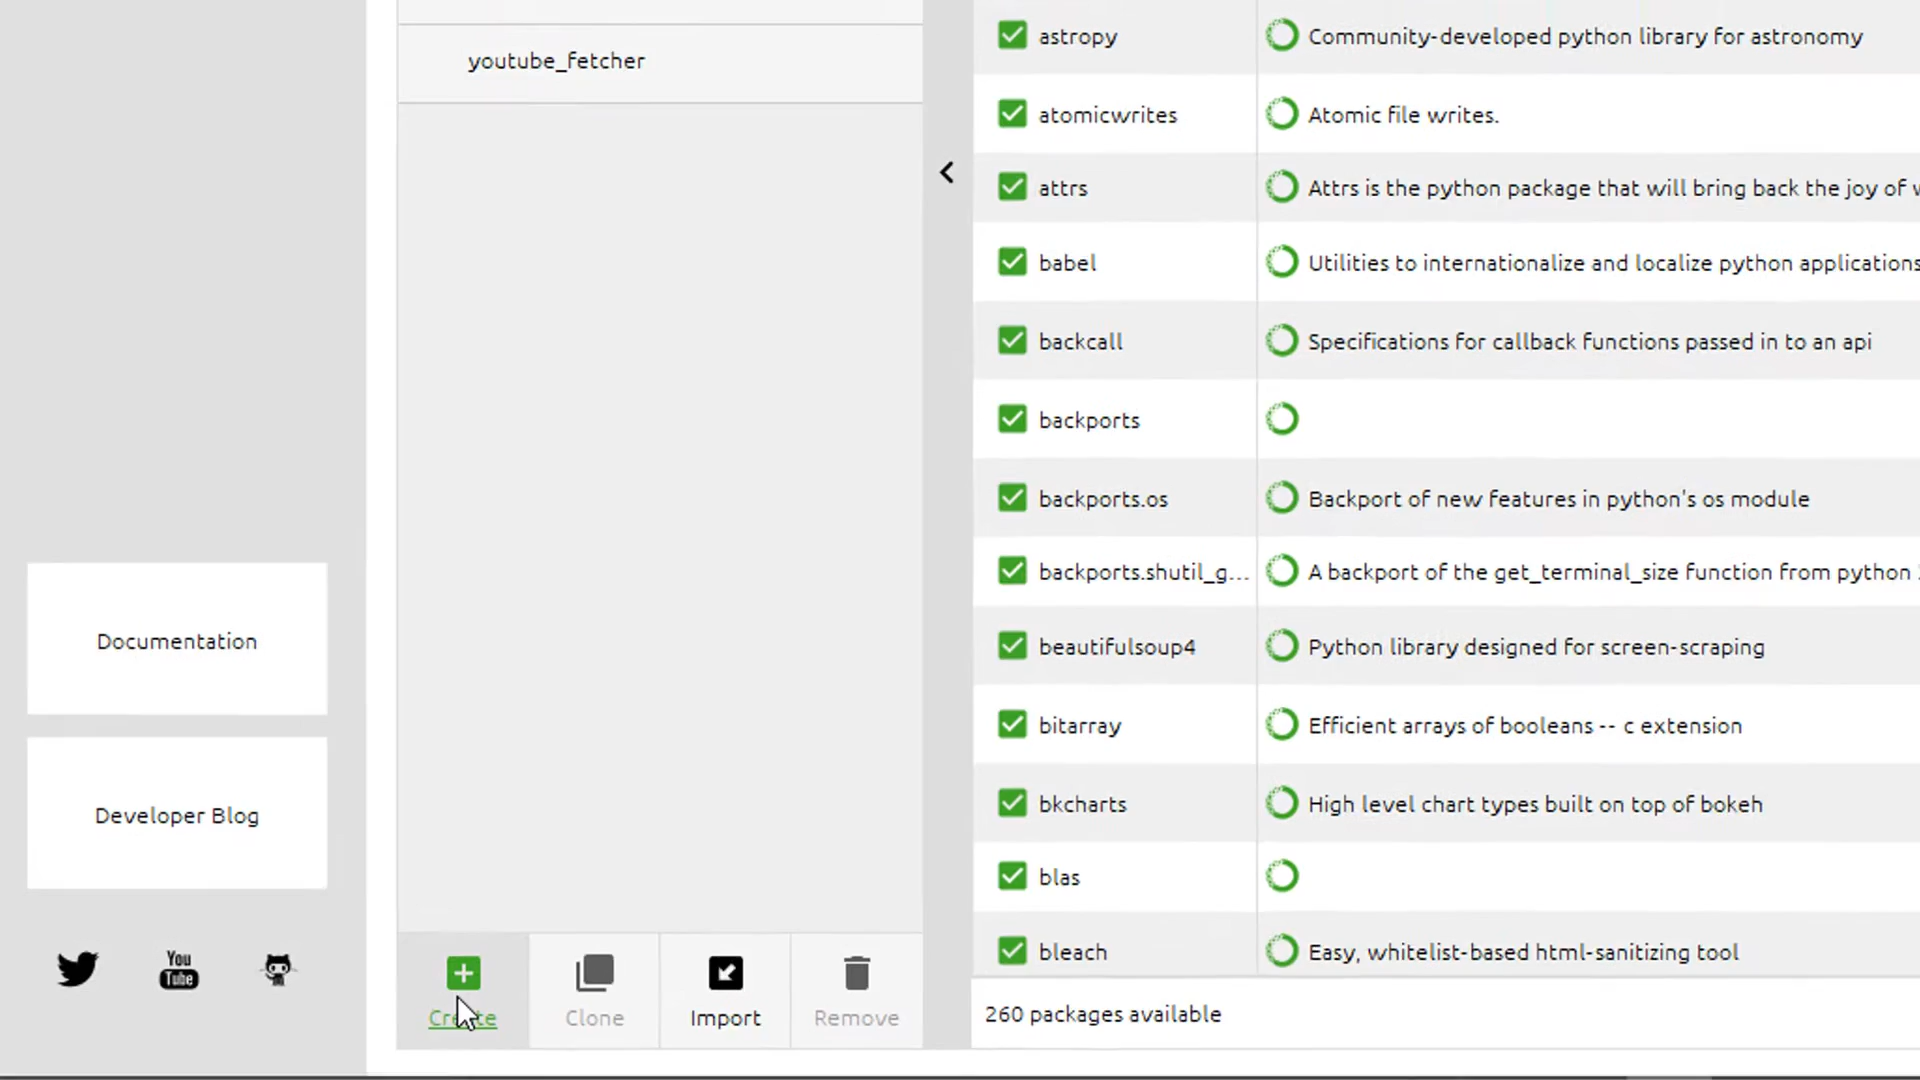 youtube_fetcher
Documentation
Developer Blog
You
Tube
Create
Clone
Import
Remove
astropy
Community-developed python library for astronomy
atomicwrites
Atomic file writes.
attrs
Attrs is the python package that will bring back the joy of
babel
Utilities to internationalize and localize python applications
backcall
Specifications for callback functions passed in to an api
backports
backports.os
Backport of new features in python's os module
backports.shutil_g...
A backport of the get_terminal_size function from python
beautifulsoup4
Python library designed for screen-scraping
bitarray
Efficient arrays of booleans -- c extension
bkcharts
High level chart types built on top of bokeh
blas
bleach
Easy, whitelist-based html-sanitizing tool
260 packages available